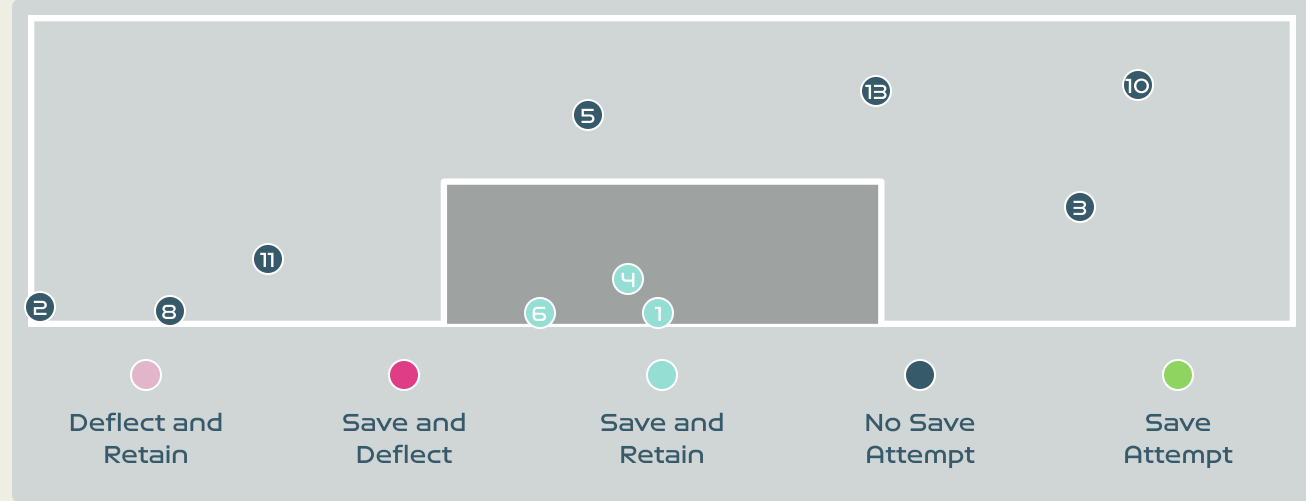 10
13
5
3
11
4
2
8
6
1
Deflect and
Retain
Save and
Deflect
Save and
Retain
No Save
Attempt
Save
Attempt